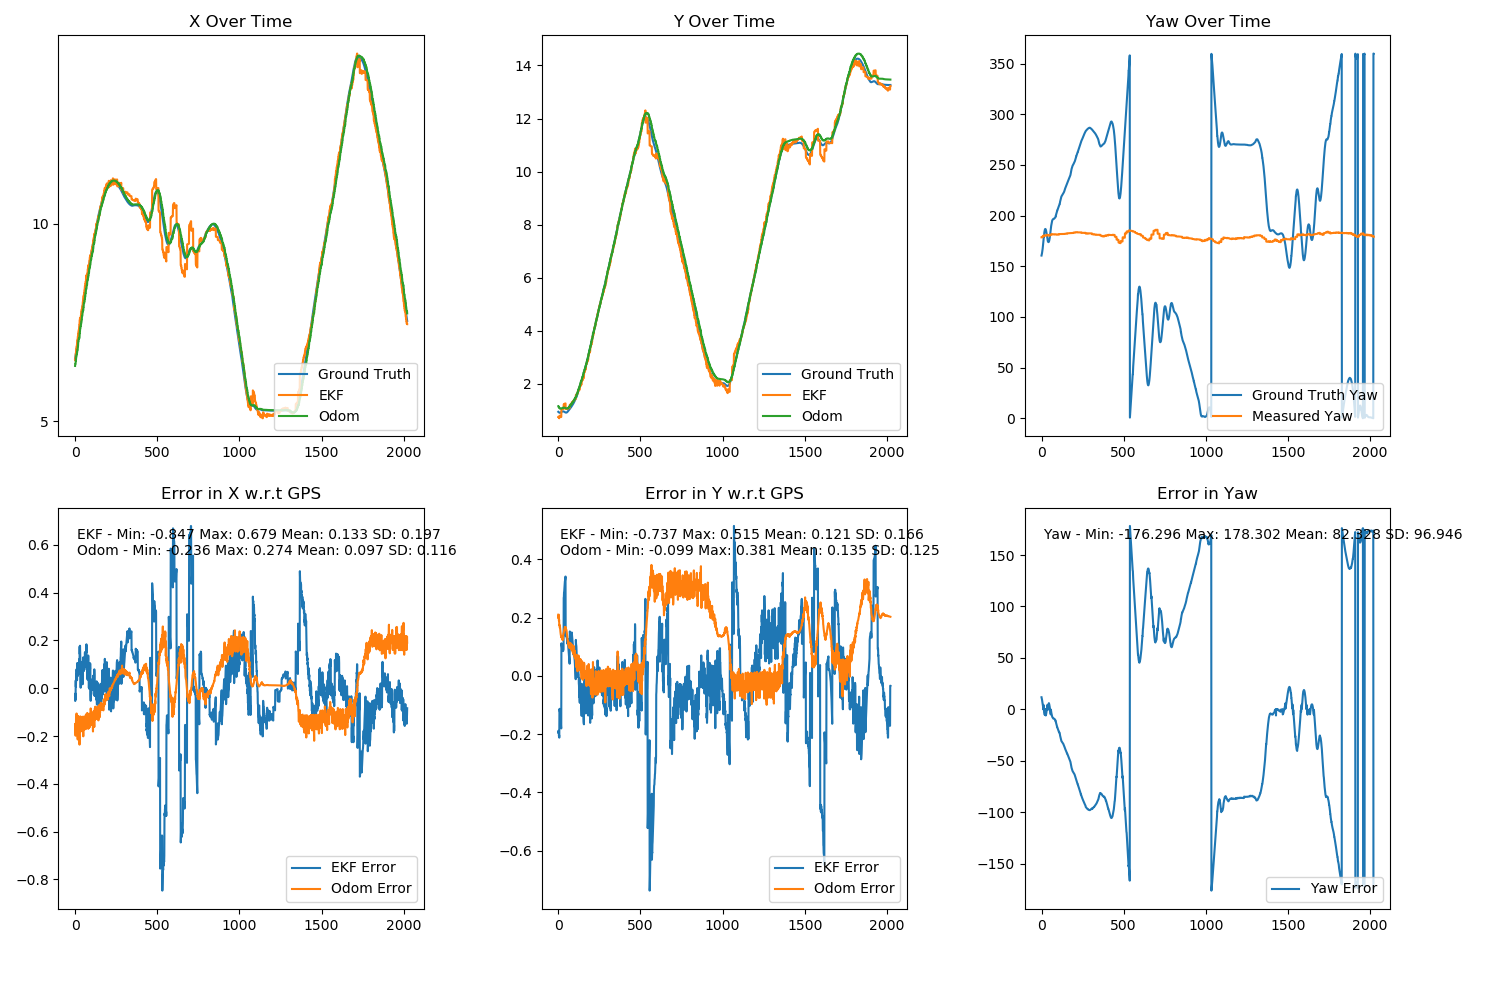 X Over Time
10
5
0
500
1000
1500
2000
Ground Truth
EKF
Odom
Y Over Time
14
12
10
8
6
4
2
0
500
1000
1500
2000
Ground Truth
EKF
Odom
Yaw Over Time
350
300
250
200
150
100
50
0
0
500
1000
1500
2000
Ground Truth Yaw
Measured Yaw
Error in X w.r.t GPS
EKF - Min: -0.847 Max: 0.679 Mean: 0.133 SD: 0.197
Odom - Min: -0.236 Max: 0.274 Mean: 0.097 SD: 0.116
0.6
0.4
0.2
0.0
−0.2
−0.4
−0.6
−0.8
0
500
1000
1500
2000
EKF Error
Odom Error
Error in Y w.r.t GPS
EKF - Min: -0.737 Max: 0.515 Mean: 0.121 SD: 0.166
Odom - Min: -0.099 Max: 0.381 Mean: 0.135 SD: 0.125
0.4
0.2
0.0
−0.2
−0.4
−0.6
0
500
1000
1500
2000
EKF Error
Odom Error
Error in Yaw
Yaw - Min: -176.296 Max: 178.302 Mean: 82.328 SD: 96.946
150
100
50
0
−50
−100
−150
0
500
1000
1500
2000
Yaw Error